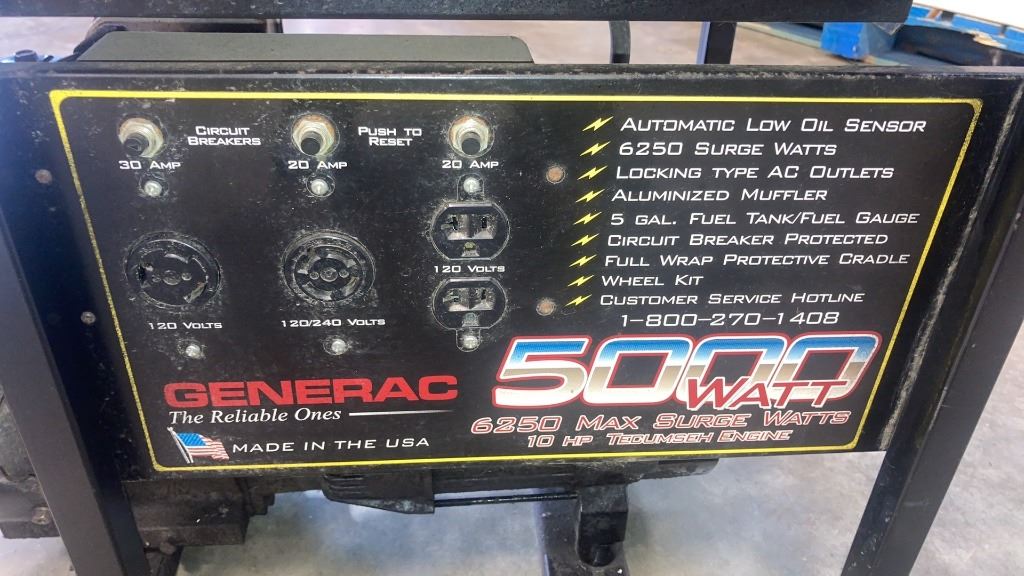 CIRCUIT BREAKERS
PUSH TO RESET
30 AMP
20 AMP
20 AMP
120 VOLTS
120 VOLTS
120/240 VOLTS
AUTOMATIC LOW OIL SENSOR
6250 SURGE WATTS
LOCKING TYPE AC OUTLETS
ALUMINIZED MUFFLER
5 GAL. FUEL TANK/FUEL GAUGE
CIRCUIT BREAKER PROTECTED
FULL WRAP PROTECTIVE CRADLE
WHEEL KIT
CUSTOMER SERVICE HOTLINE
1-800-270-1408
GENERAC
The Reliable Ones
MADE IN THE USA
5000
WATT
6250 MAX SURGE WATTS
10 HP TECUMSEH ENGINE